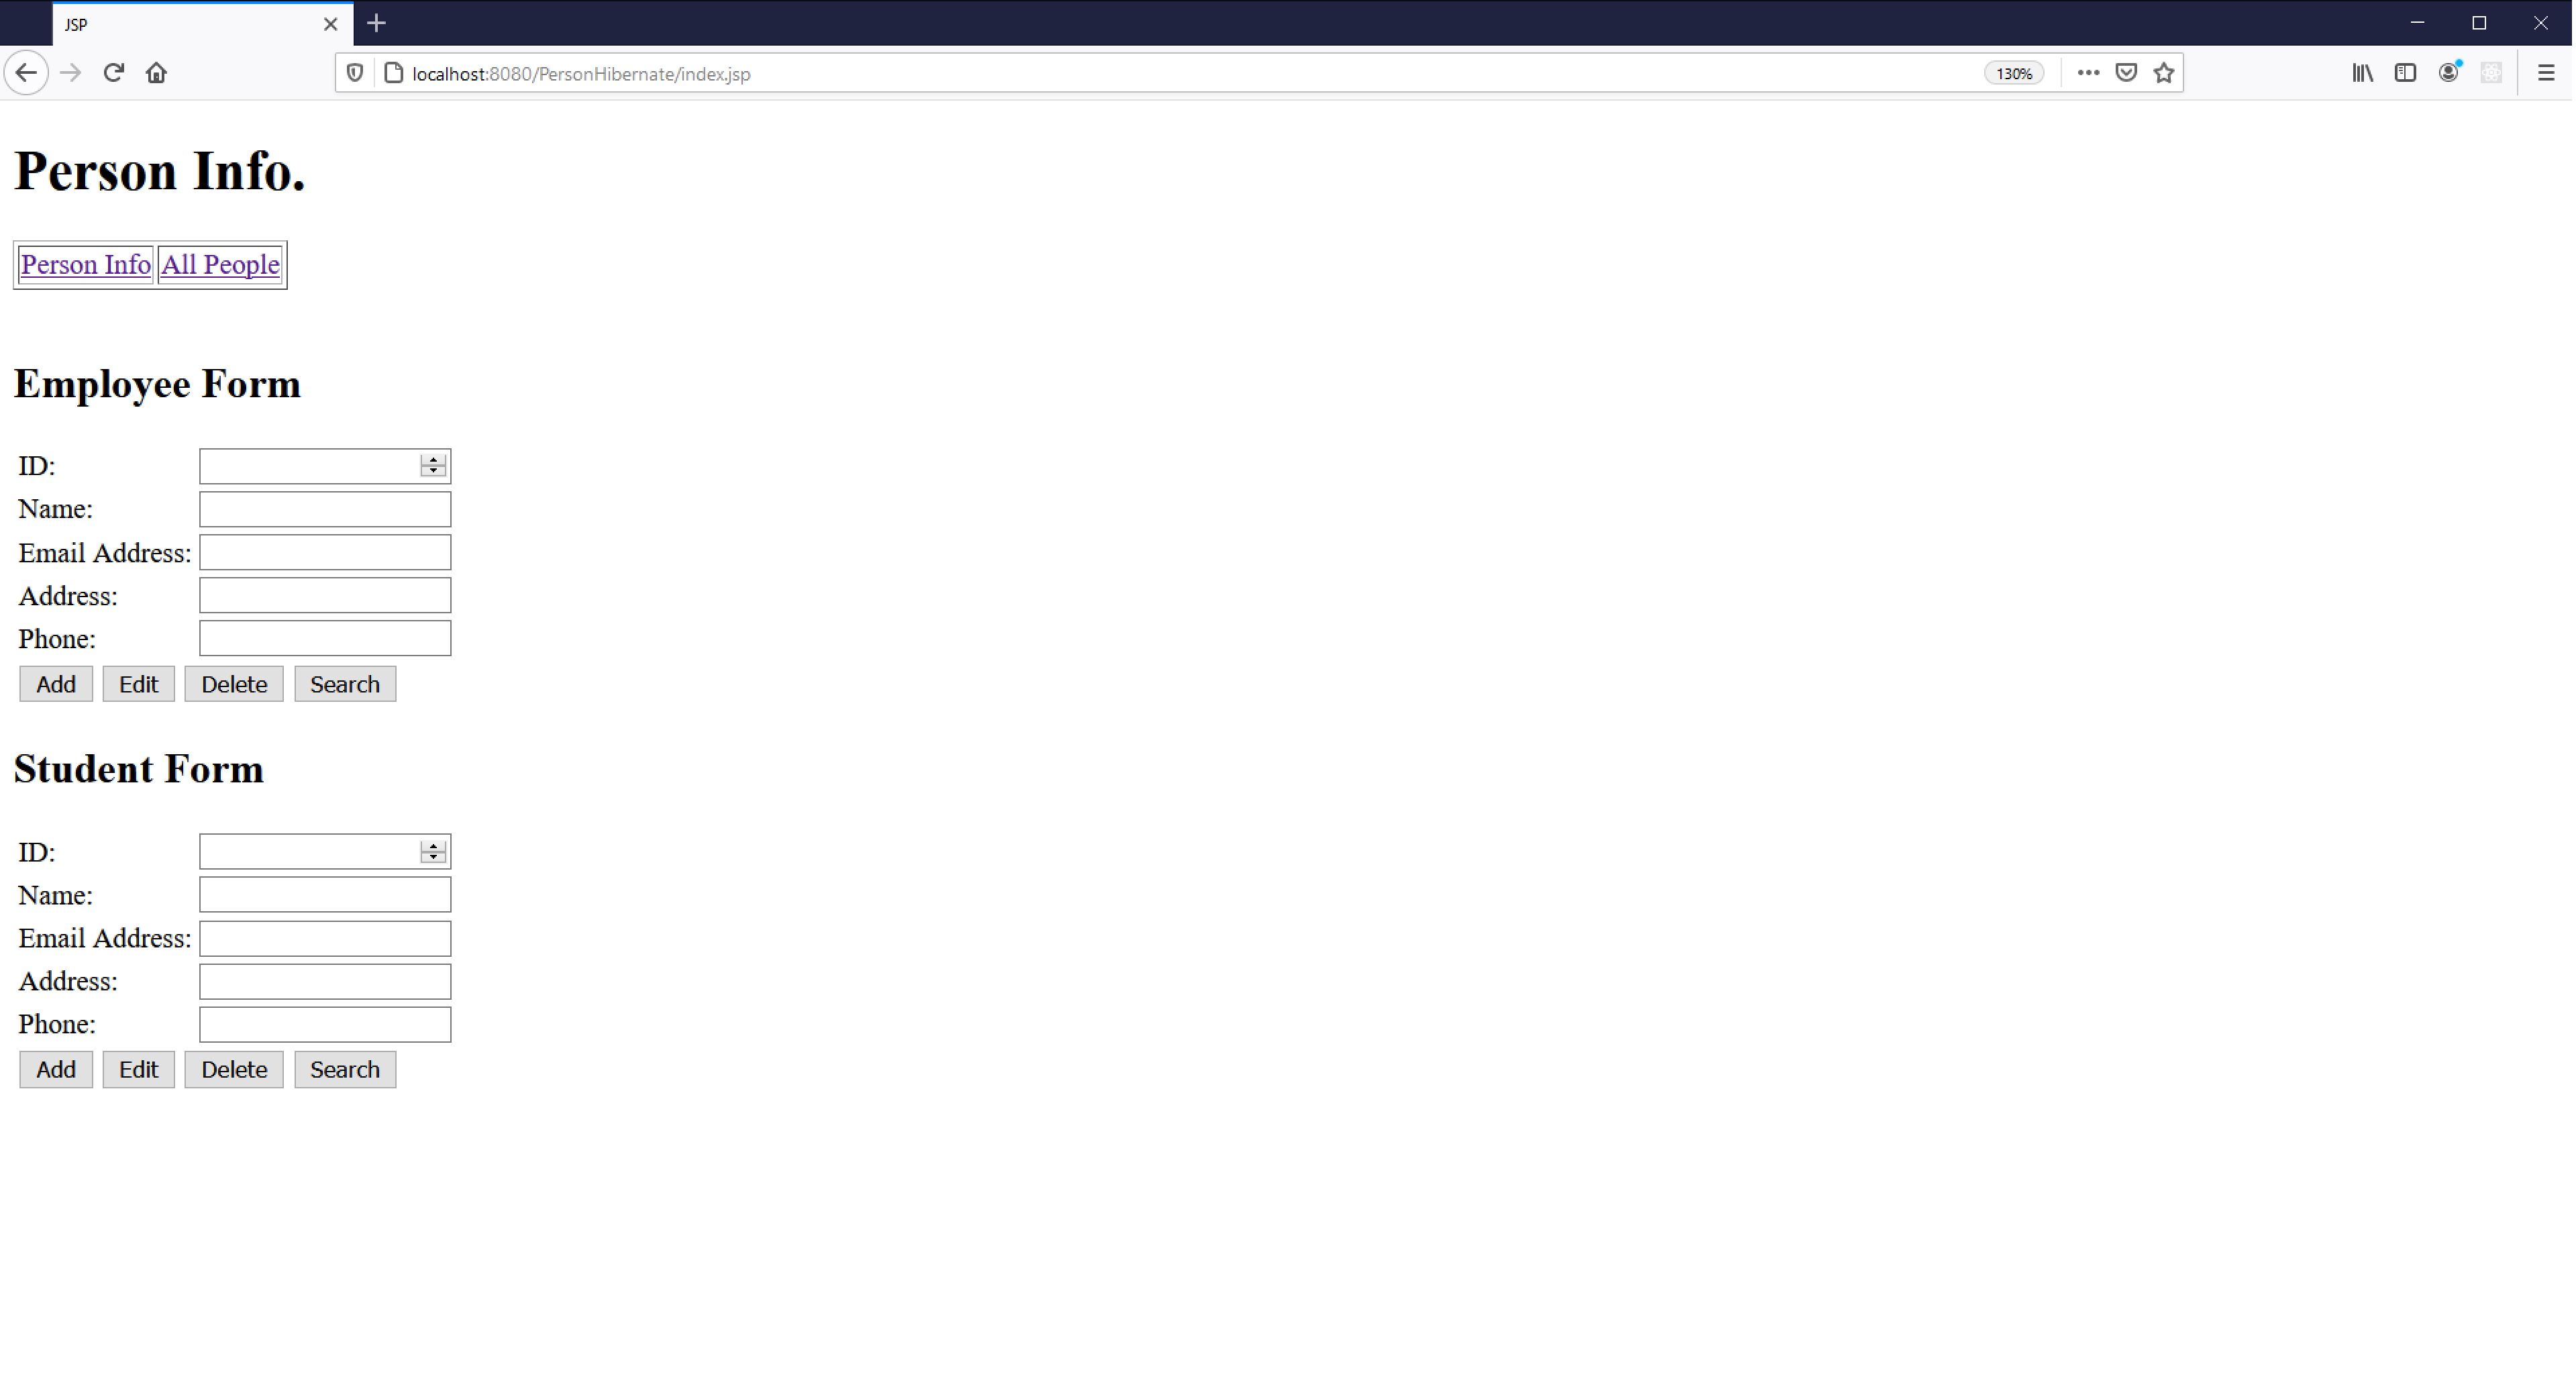 JSP
localhost:8080/PersonHibernate/index.jsp 130%
Person Info.
Person Info All People
Employee Form
ID:
Name:
Email Address:
Address:
Phone:
Add Edit Delete Search
Student Form
ID:
Name:
Email Address:
Address:
Phone:
Add Edit Delete Search